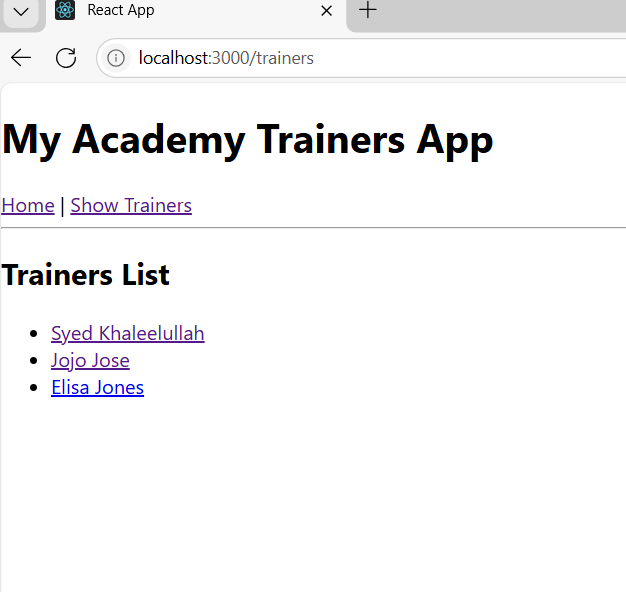 React App
localhost:3000/trainers
My Academy Trainers App
Home | Show Trainers
Trainers List
Syed Khaleelullah
Jojo Jose
Elisa Jones